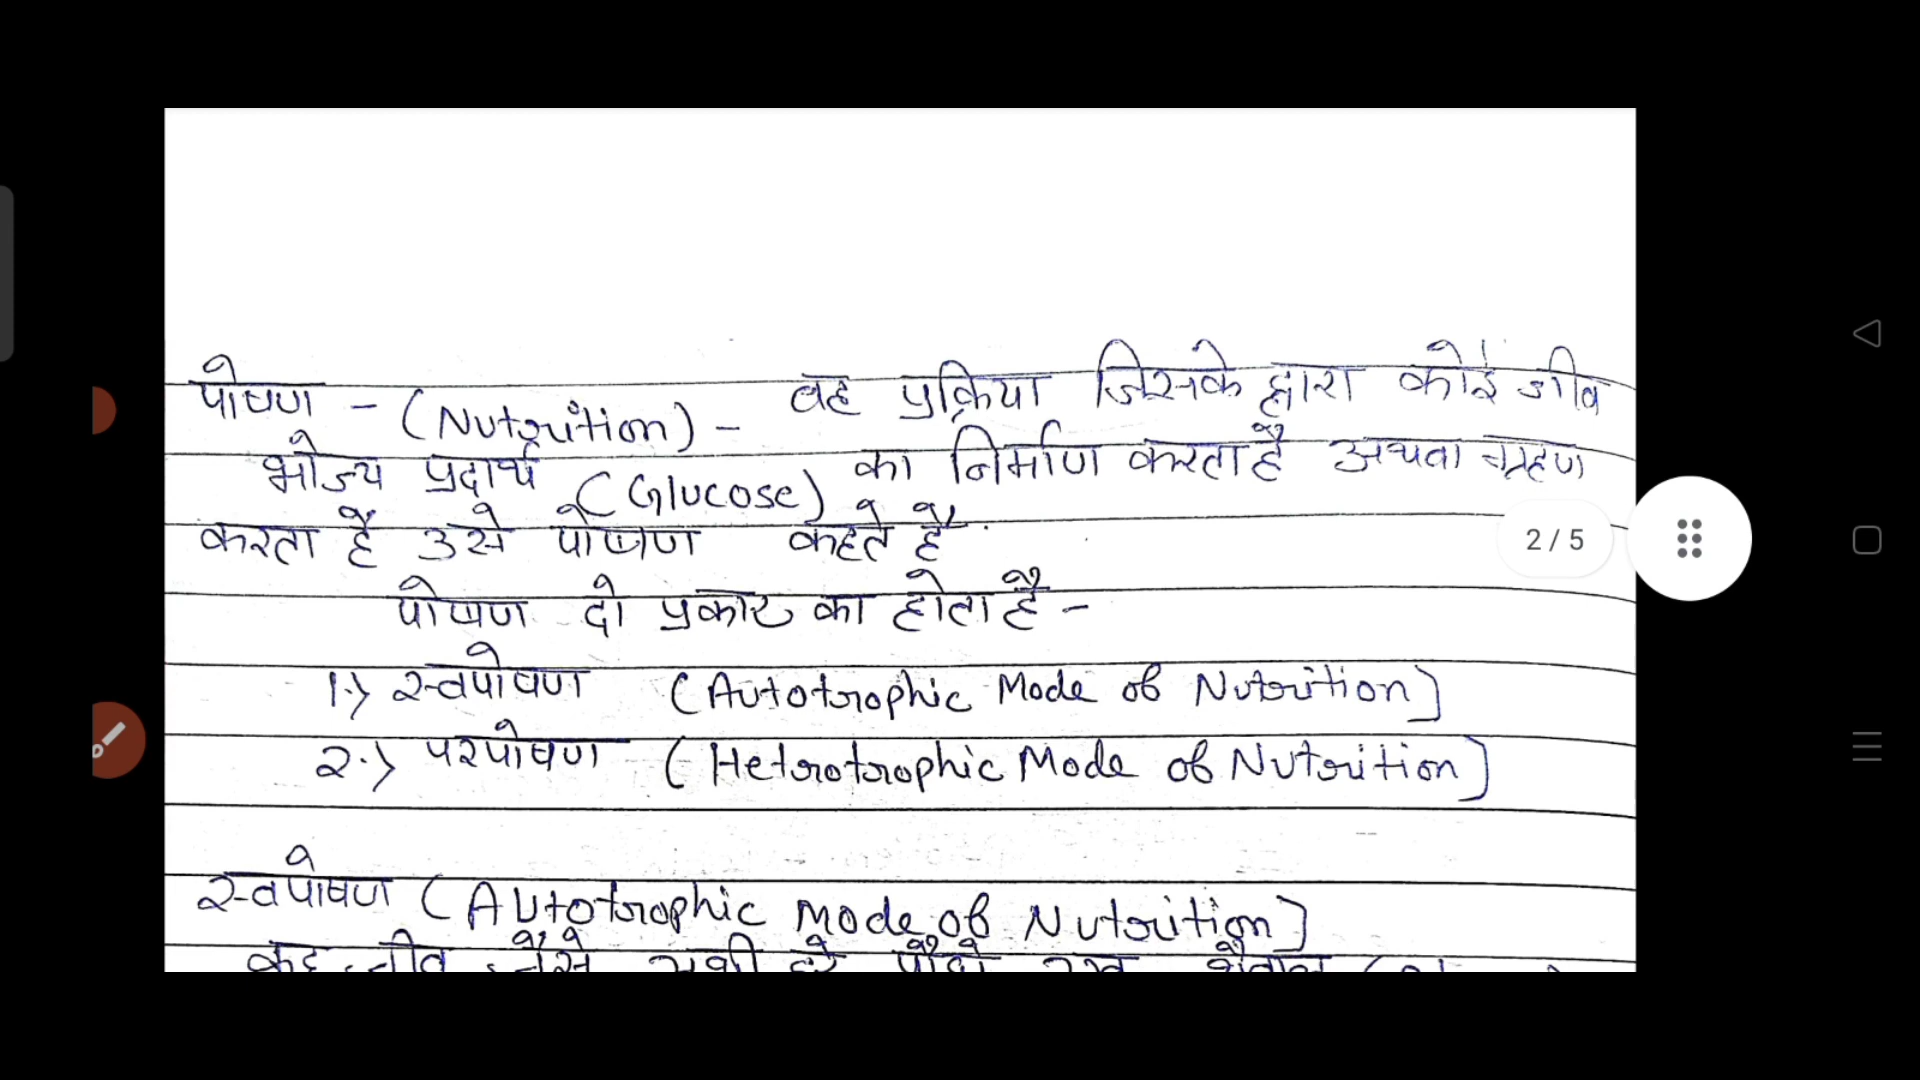 पोषण - (Nutrition) - वह प्रक्रिया जिसके द्वारा कोई जीव
भोज्य प्रदार्थ (Glucose) का निर्माण करता है अथवा ग्रहण
करता है उसे पोषण कहते है.
पोषण दो प्रकार का होता है -
1.) स्वपोषण (Autotrophic Mode of Nutrition)
2.) परपोषण (Hetrotrophic Mode of Nutrition)
2 / 5
स्वपोषण (Autotrophic Mode of Nutrition)